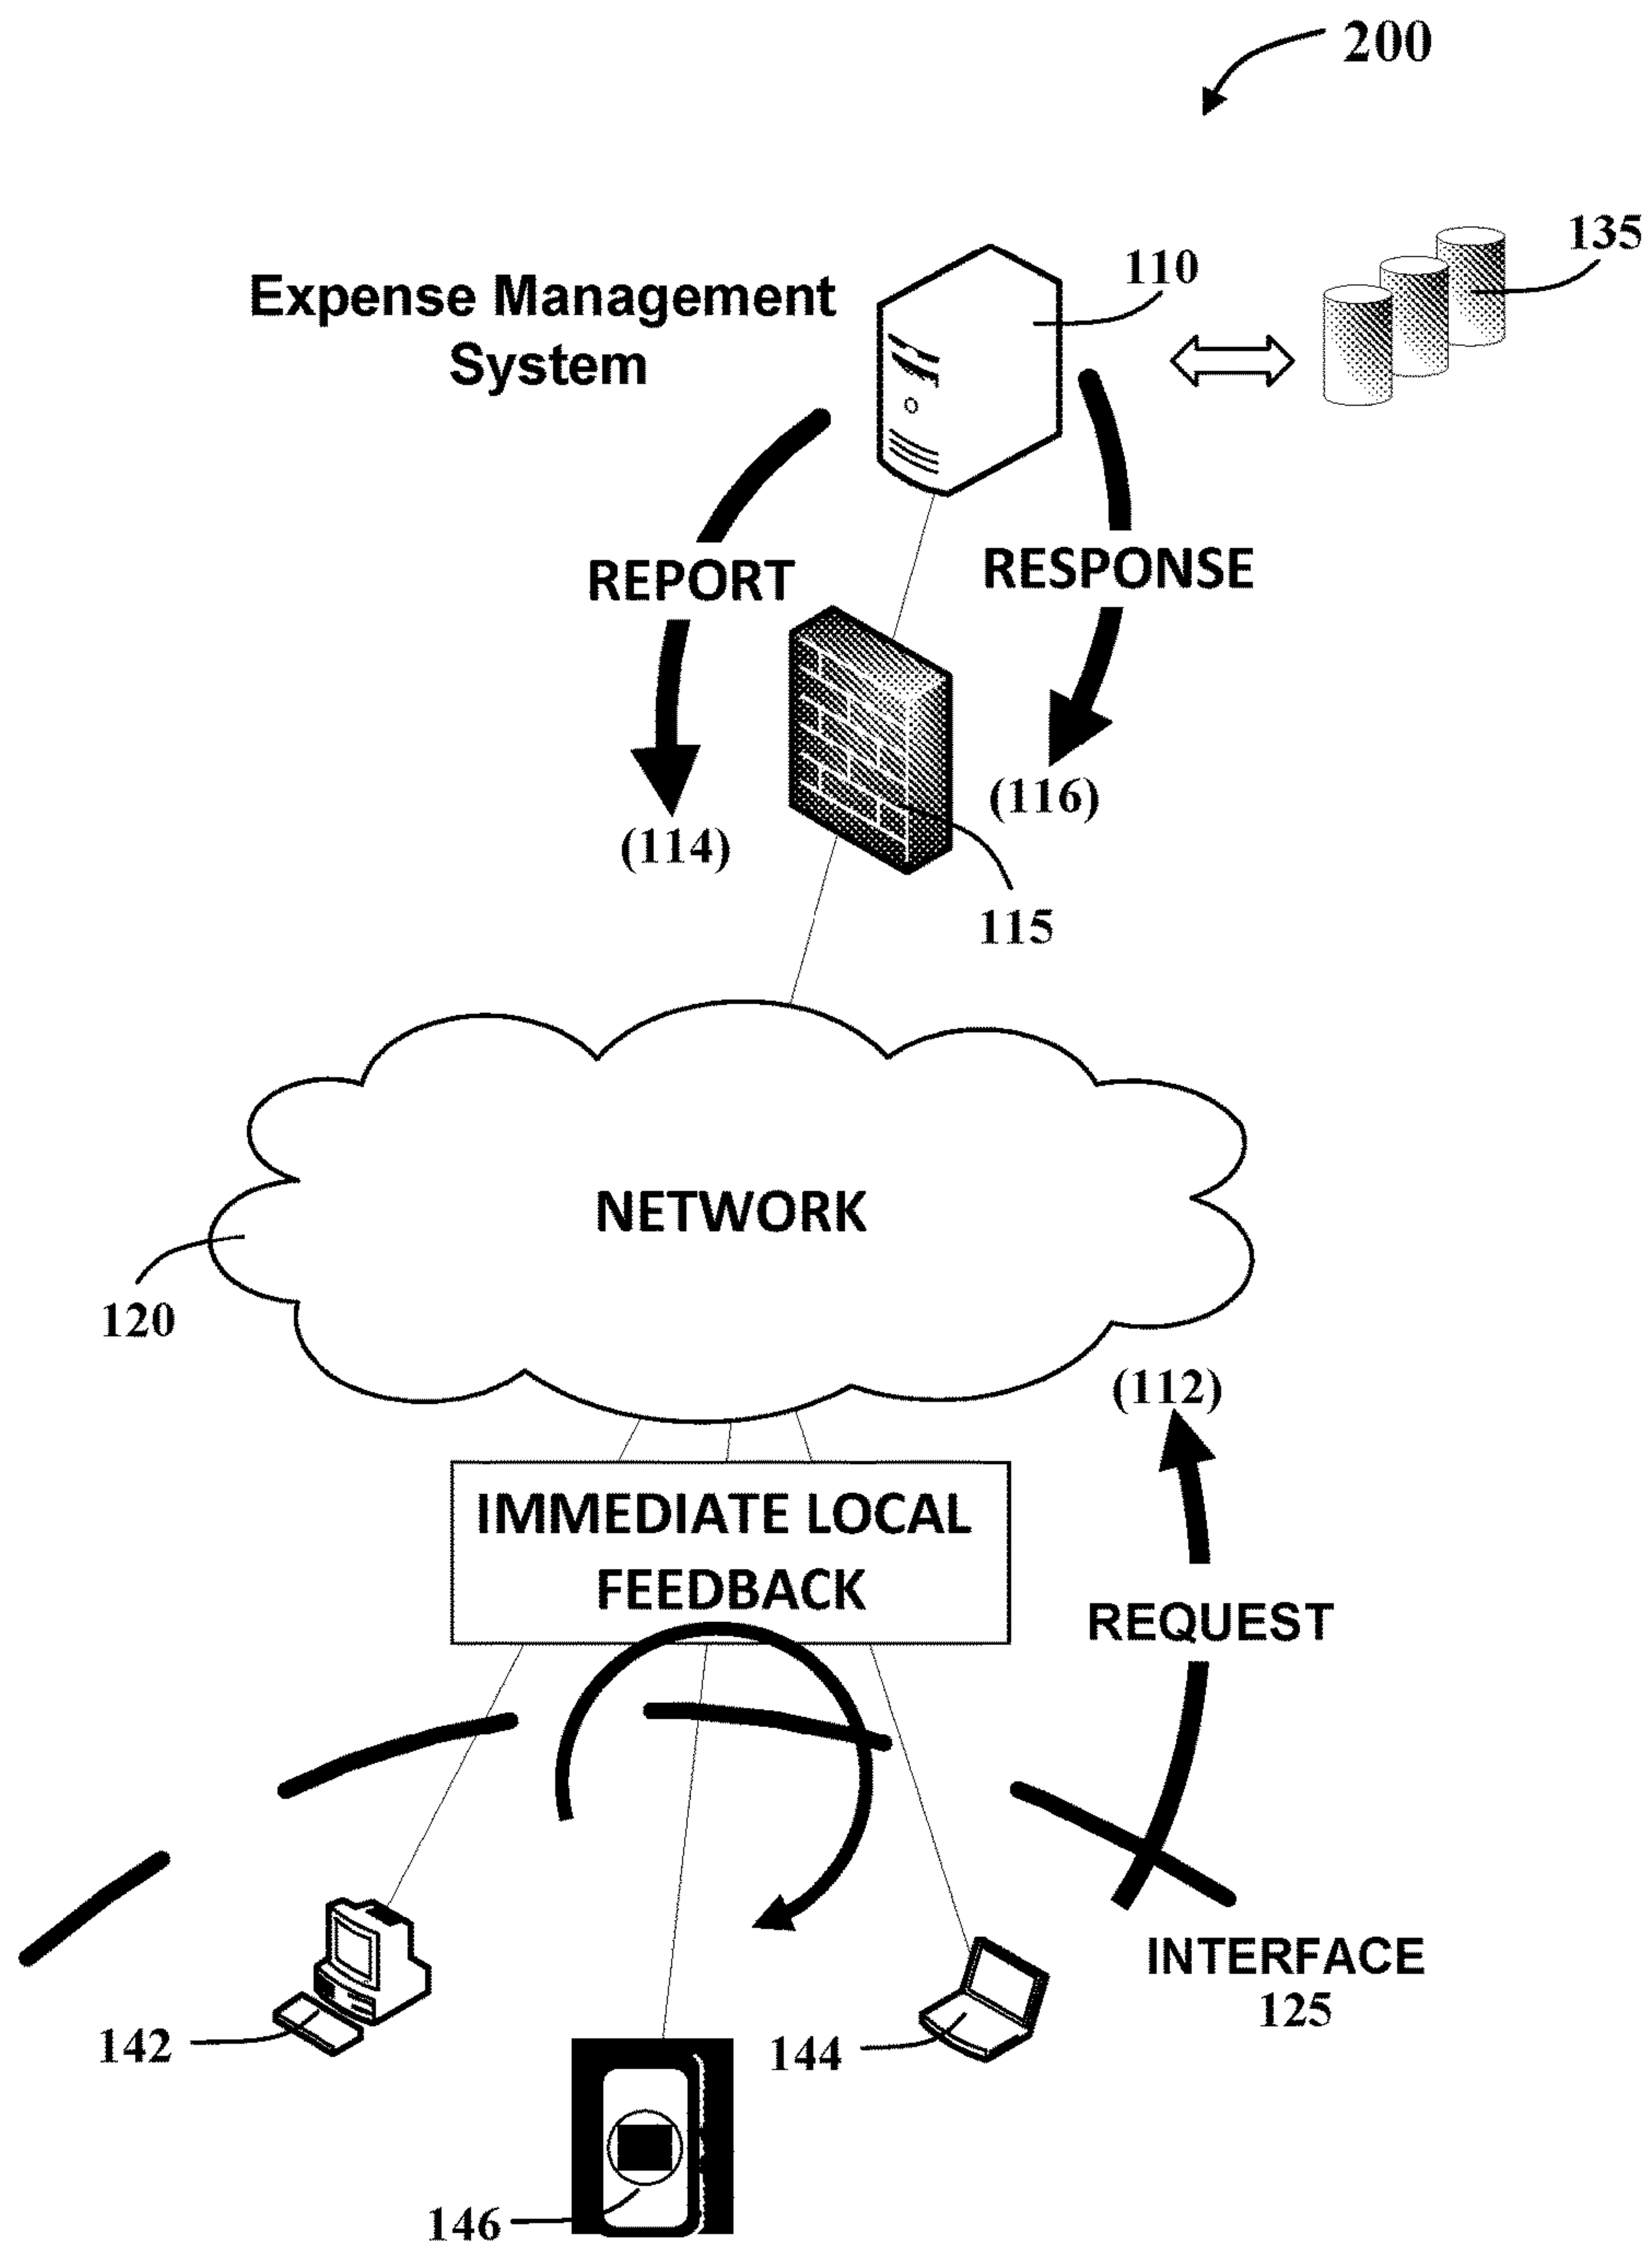 200
135
110
Expense Management
System
REPORT
RESPONSE
(116)
(114)
115
NETWORK
120
(112)
IMMEDIATE LOCAL
FEEDBACK
REQUEST
INTERFACE
125
142
144
146